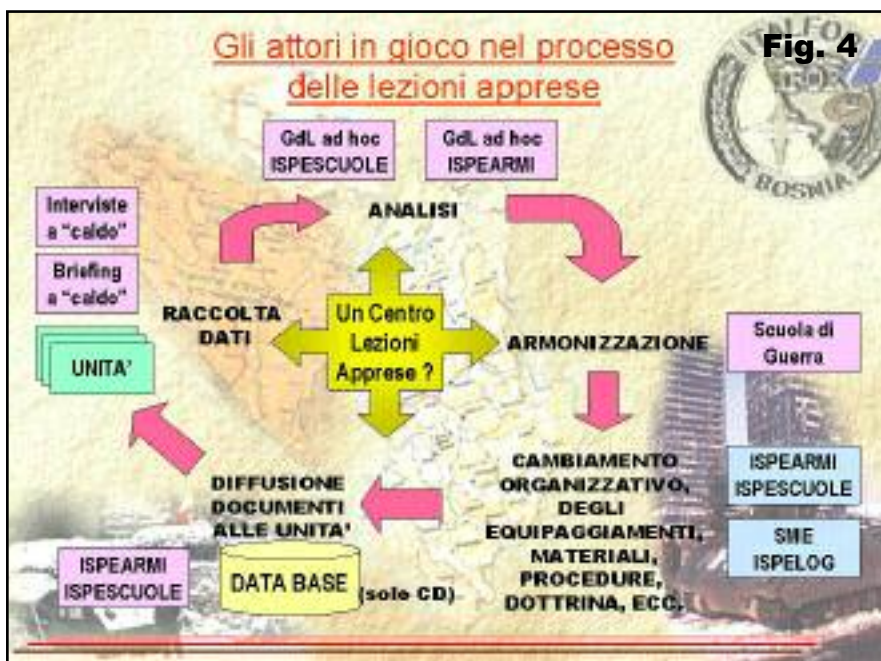 Gli attori in gioco nel processo
delle lezioni apprese
Fig. 4
ITALFOR
IFOR
BOSNIA
GdL ad hoc
ISPESCUOLE
GdL ad hoc
ISPEARMI
Interviste
a "caldo"
Briefing
a "caldo"
UNITA'
ANALISI
RACCOLTA
DATI
Un Centro
Lezioni
Apprese ?
ARMONIZZAZIONE
Scuola di
Guerra
CAMBIAMENTO
ORGANIZZATIVO,
DEGLI
EQUIPAGGIAMENTI,
MATERIALI,
PROCEDURE,
DOTTRINA, ECC.
ISPEARMI
ISPESCUOLE
SME
ISPELOG
DIFFUSIONE
DOCUMENTI
ALLE UNITA'
ISPEARMI
ISPESCUOLE
DATA BASE
(solo CD)